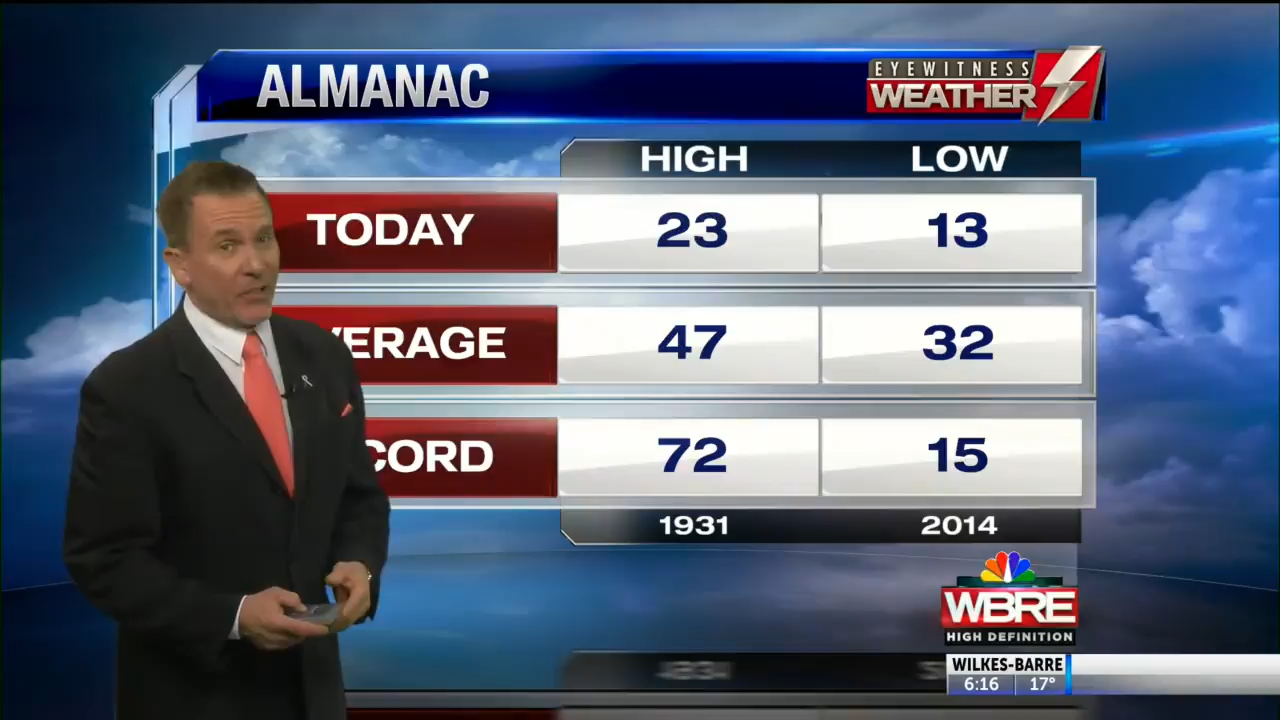 ALMANAC
EYEWITNESS
WEATHER
HIGH LOW
TODAY 23 13
VERAGE 47 32
CORD 72 15
1931 2014
WBRE
HIGH DEFINITION
WILKES-BARRE
6:16 17°